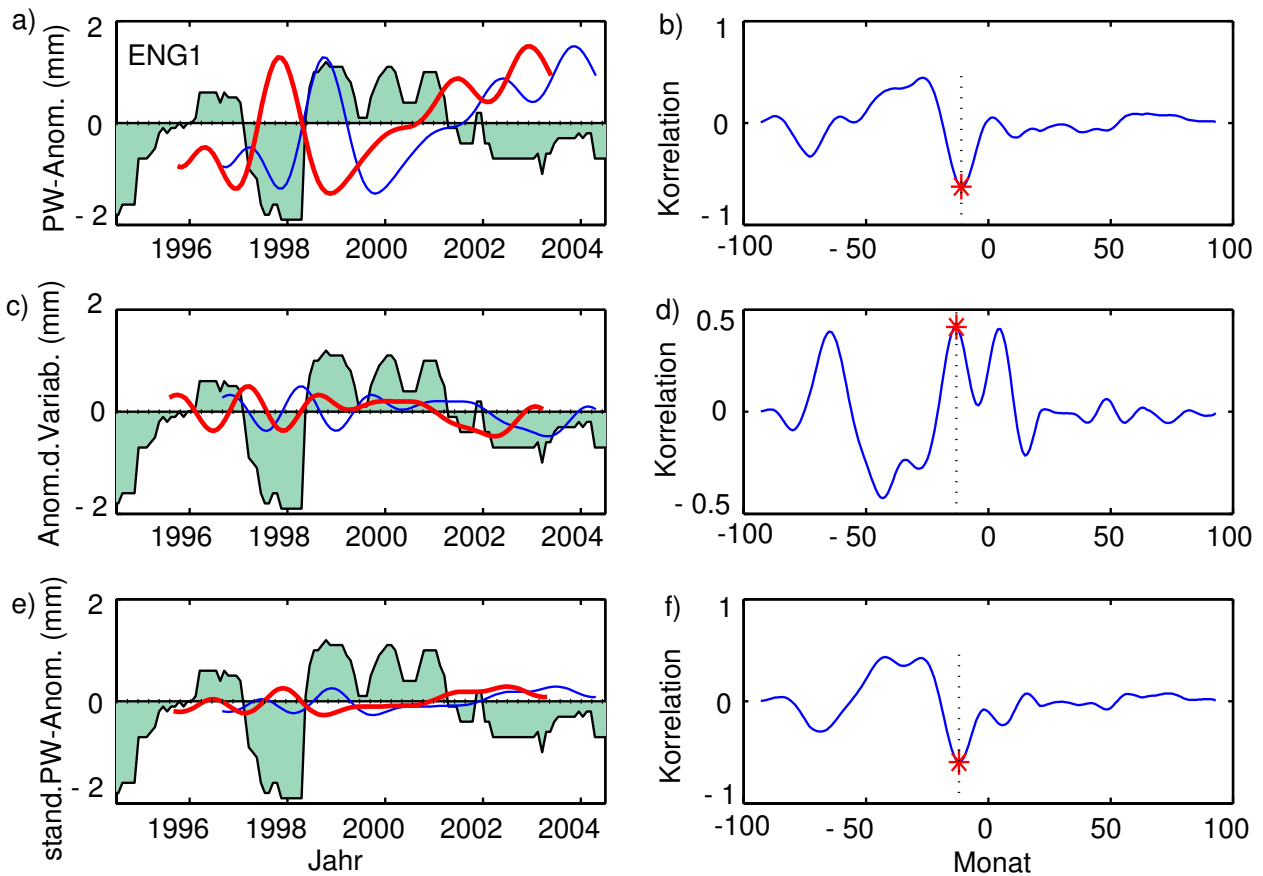 a)
PW-Anom. (mm)
2
0
- 2
ENG1
1996 1998 2000 2002 2004
b)
Korrelation
1
0
- 1
-100 - 50 0 50 100
c)
Anom.d.Variab. (mm)
2
0
- 2
1996 1998 2000 2002 2004
d)
Korrelation
0.5
0
- 0.5
-100 - 50 0 50 100
e)
stand.PW-Anom. (mm)
2
0
- 2
1996 1998 2000 2002 2004
Jahr
f)
Korrelation
1
0
- 1
-100 - 50 0 50 100
Monat